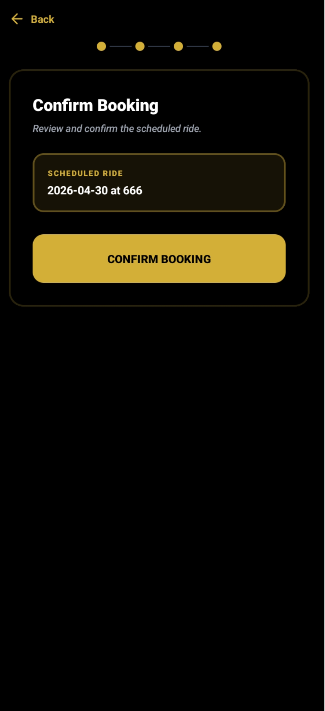 Back
Confirm Booking
Review and confirm the scheduled ride.
SCHEDULED RIDE
2026-04-30 at 666
CONFIRM BOOKING